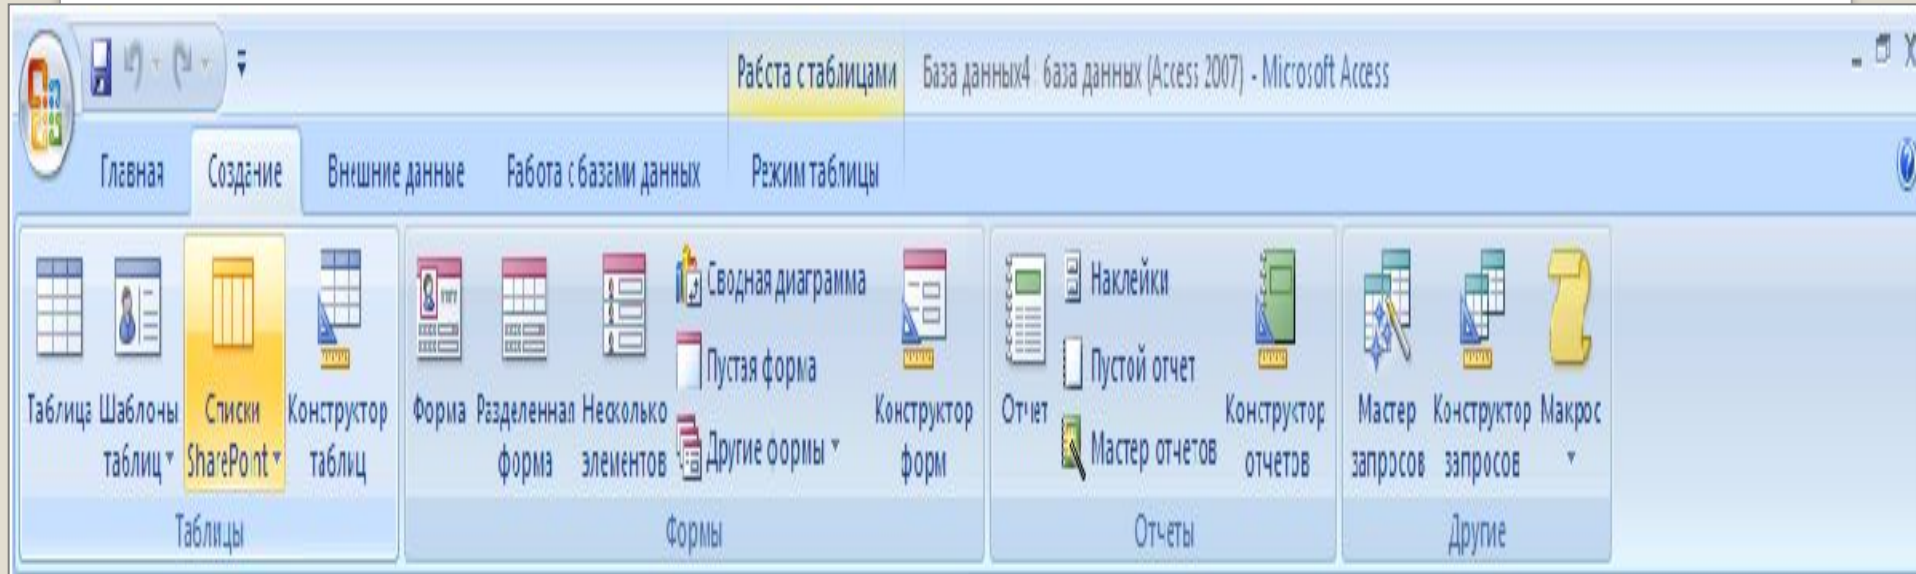 Работа с таблицами База данных4 : база данных (Access 2007) - Microsoft Access
Главная Создание Внешние данные Работа с базами данных Режим таблицы
Таблица
Шаблоны
таблиц
Списки
SharePoint
Конструктор
таблиц
Таблицы
Форма
Разделенная
форма
Несколько
элементов
Сводная диаграмма
Пустая форма
Другие формы
Конструктор
форм
Формы
Отчет
Наклейки
Пустой отчет
Мастер отчетов
Конструктор
отчетов
Отчеты
Мастер
запросов
Конструктор
запросов
Макрос
Другие